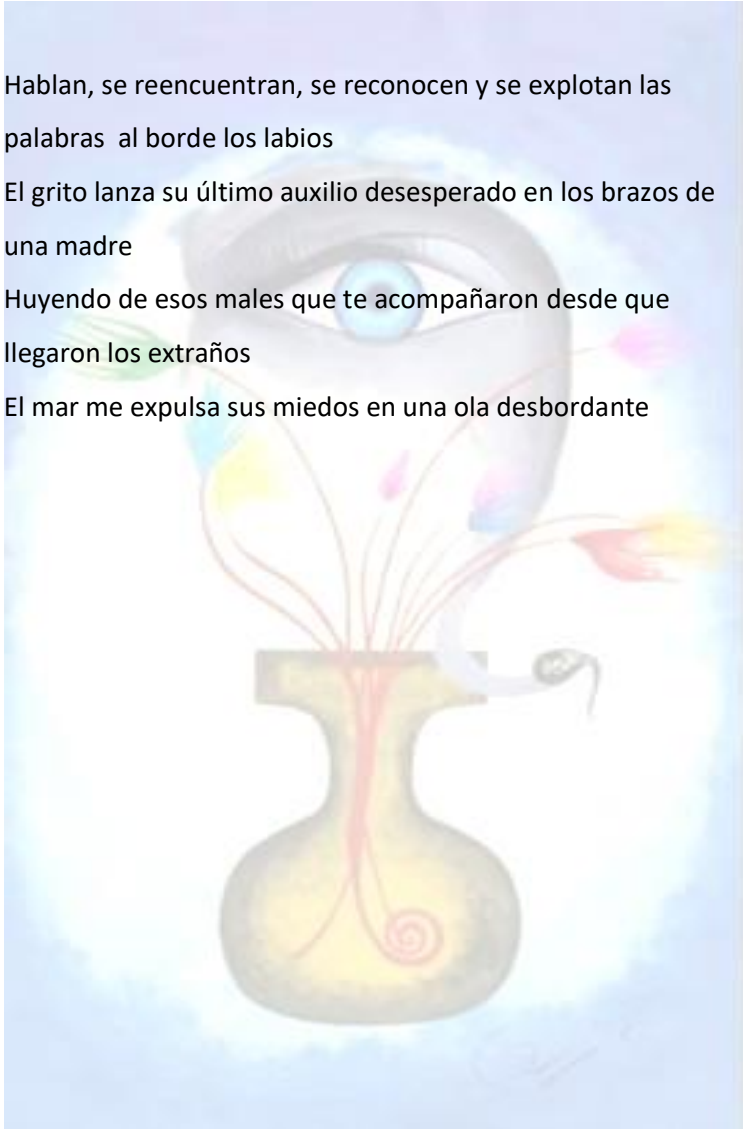 Hablan, se reencuentran, se reconocen y se explotan las
palabras  al borde los labios
El grito lanza su último auxilio desesperado en los brazos de
una madre
Huyendo de esos males que te acompañaron desde que
llegaron los extraños
El mar me expulsa sus miedos en una ola desbordante